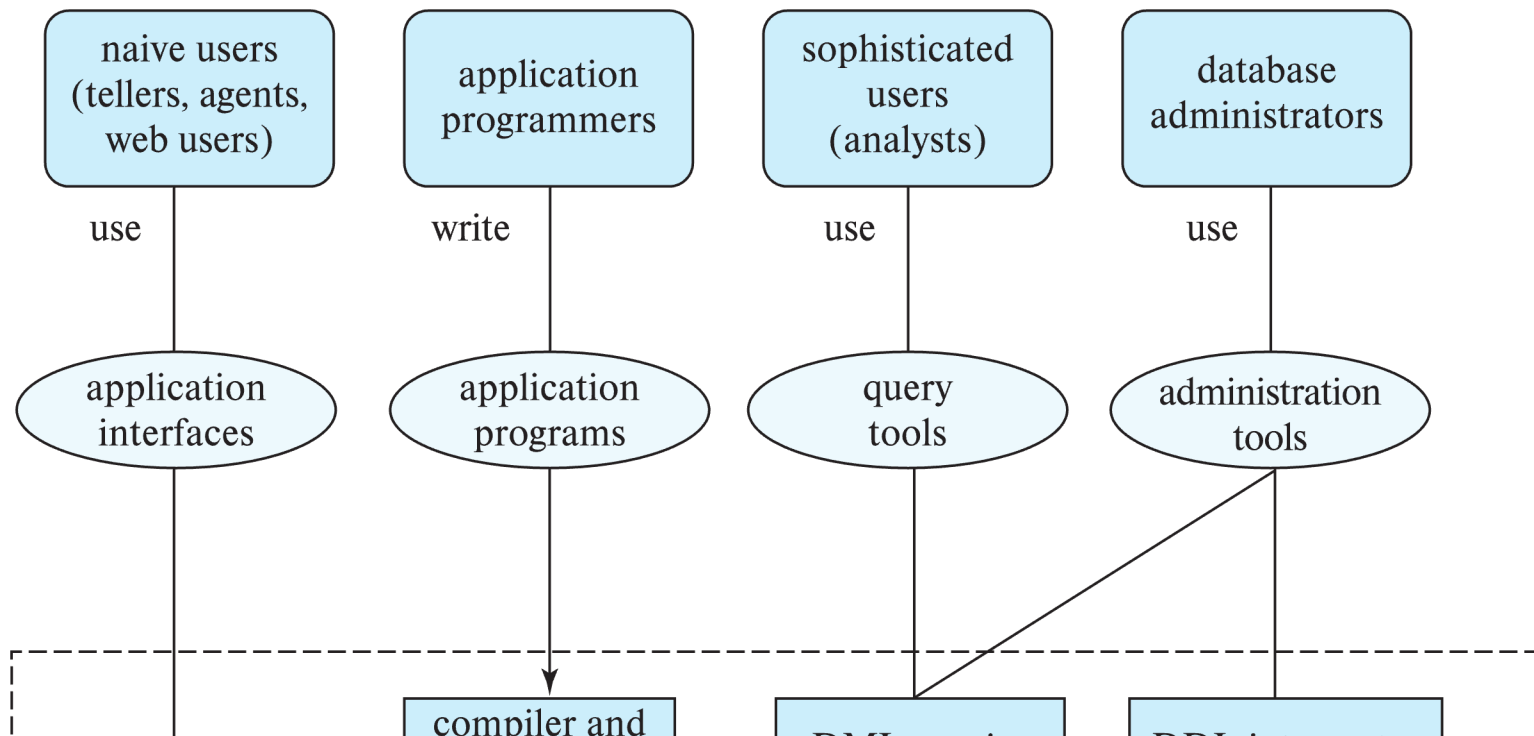 naive users
(tellers, agents,
web users)
application
programmers
sophisticated
users
(analysts)
database
administrators
use
write
use
use
application
interfaces
application
programs
query
tools
administration
tools
compiler and